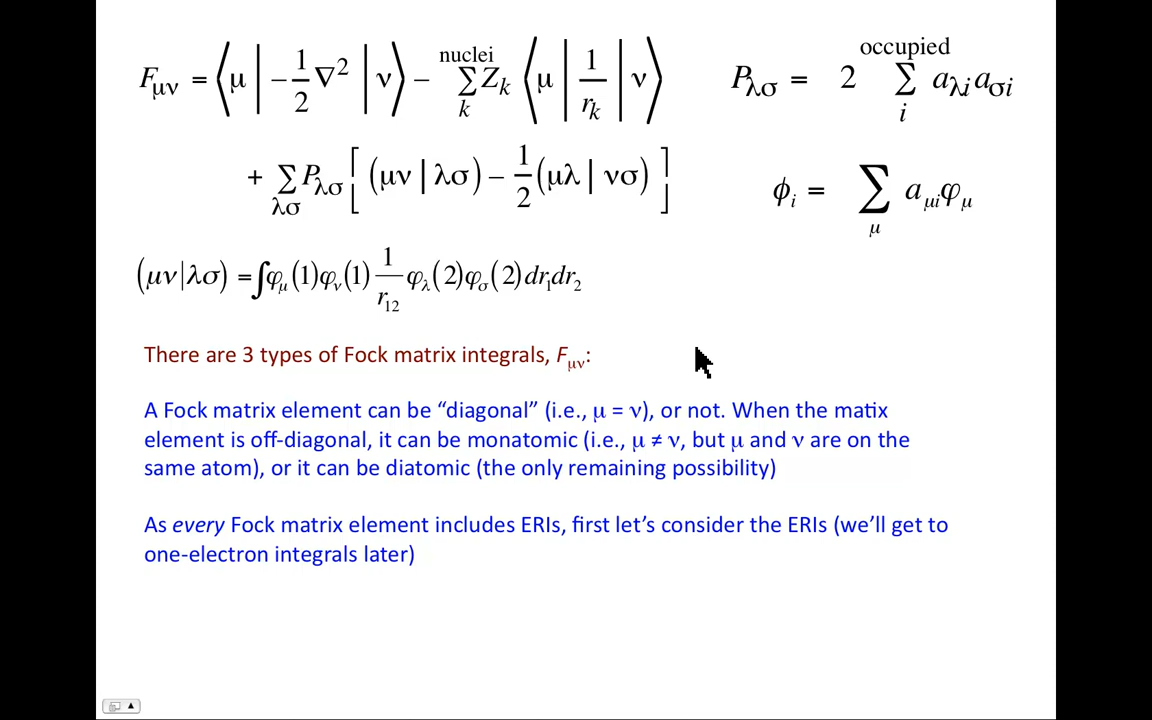 F_μν = ⟨μ | −1/2 ∇² | ν⟩ − nuclei ∑ k Z_k ⟨μ | 1/r_k | ν⟩
P_λσ = 2 occupied ∑ i a_λi a_σi
+ ∑ λσ P_λσ [ (μν | λσ) − 1/2 (μλ | νσ) ]
ϕ_i = ∑ μ a_μi φ_μ
(μν|λσ) = ∫φ_μ(1)φ_ν(1) 1/r_12 φ_λ(2)φ_σ(2)dr_1dr_2
There are 3 types of Fock matrix integrals, F_μν:
A Fock matrix element can be “diagonal” (i.e., μ = ν), or not. When the matix
element is off-diagonal, it can be monatomic (i.e., μ ≠ ν, but μ and ν are on the
same atom), or it can be diatomic (the only remaining possibility)
As every Fock matrix element includes ERIs, first let’s consider the ERIs (we’ll get to
one-electron integrals later)